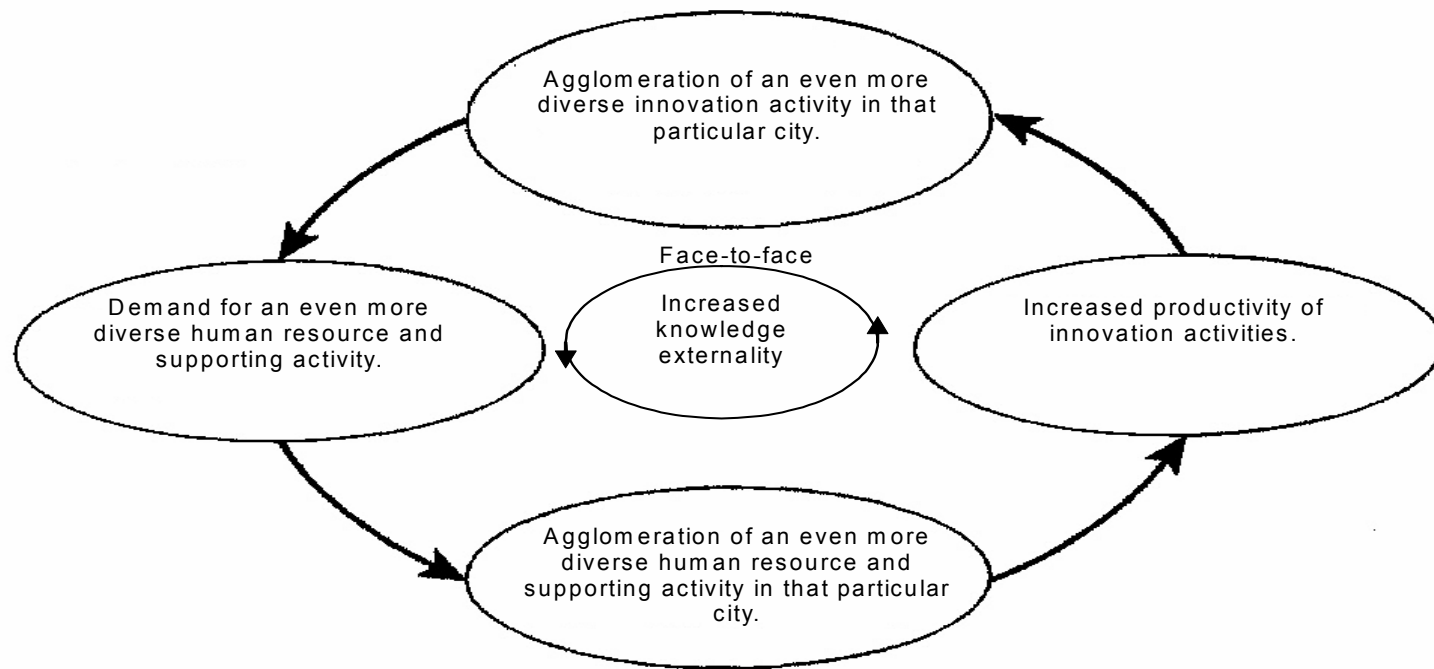 Agglomeration of an even more
diverse innovation activity in that
particular city.
Face-to-face
Demand for an even more
diverse human resource and
supporting activity.
Increased
knowledge
externality
Increased productivity of
innovation activities.
Agglomeration of an even more
diverse human resource and
supporting activity in that particular
city.